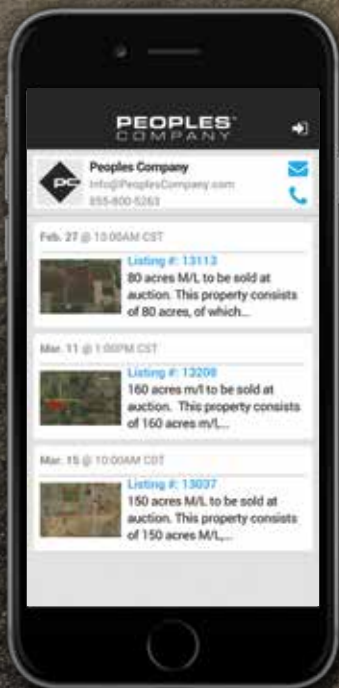 PEOPLES™
COMPANY
PC
Peoples Company
Info@PeoplesCompany.com
855-800-5263
Feb. 27 @ 10:00AM CST
Listing #: 13113
80 acres M/L to be sold at
auction. This property consists
of 80 acres, of which...
Mar. 11 @ 1:00PM CST
Listing #: 13208
160 acres m/l to be sold at
auction. This property consists
of 160 acres m/l,...
Mar. 15 @ 10:00AM CDT
Listing #: 13037
150 acres M/L to be sold at
auction. This property consists
of 150 acres M/L,...